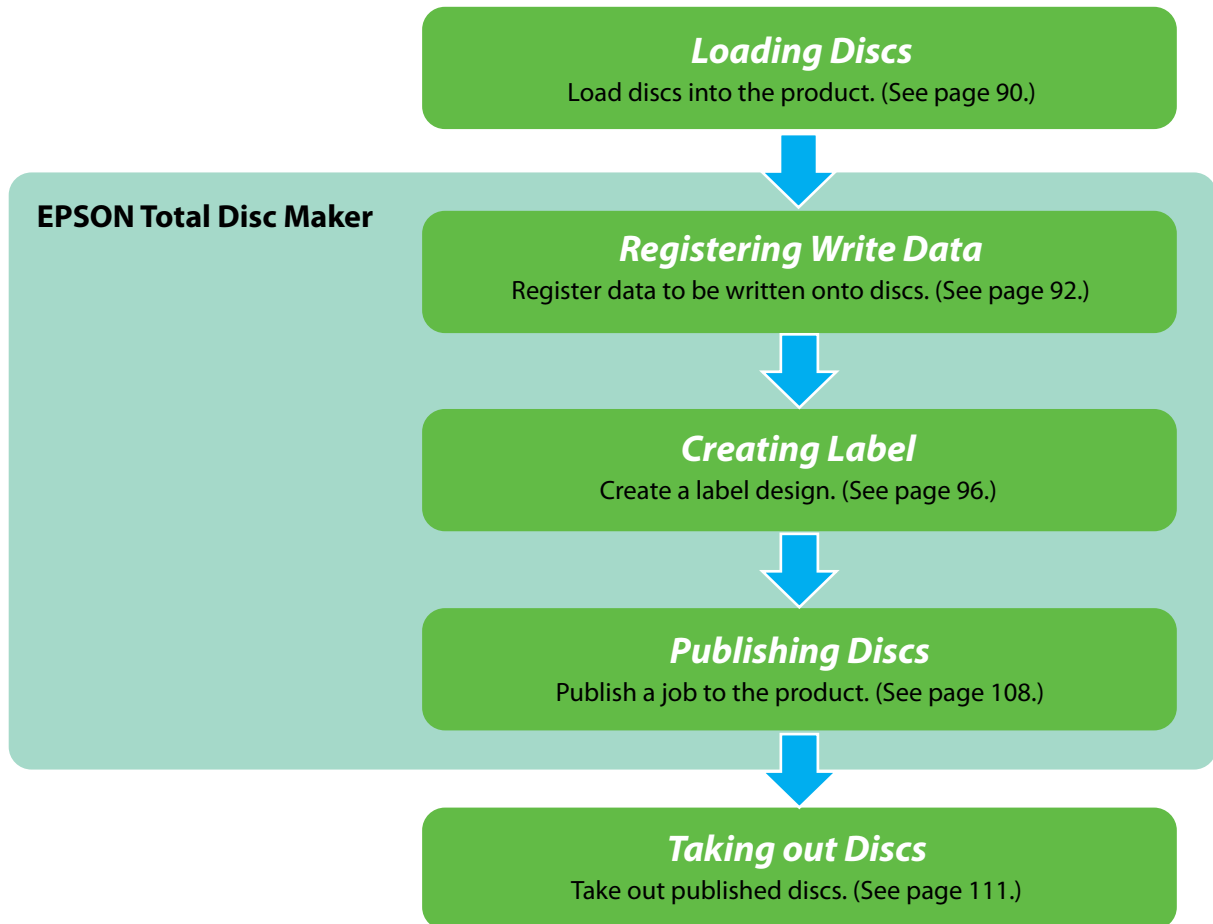 Loading Discs
Load discs into the product. (See page 90.)
EPSON Total Disc Maker
Registering Write Data
Register data to be written onto discs. (See page 92.)
Creating Label
Create a label design. (See page 96.)
Publishing Discs
Publish a job to the product. (See page 108.)
Taking out Discs
Take out published discs. (See page 111.)